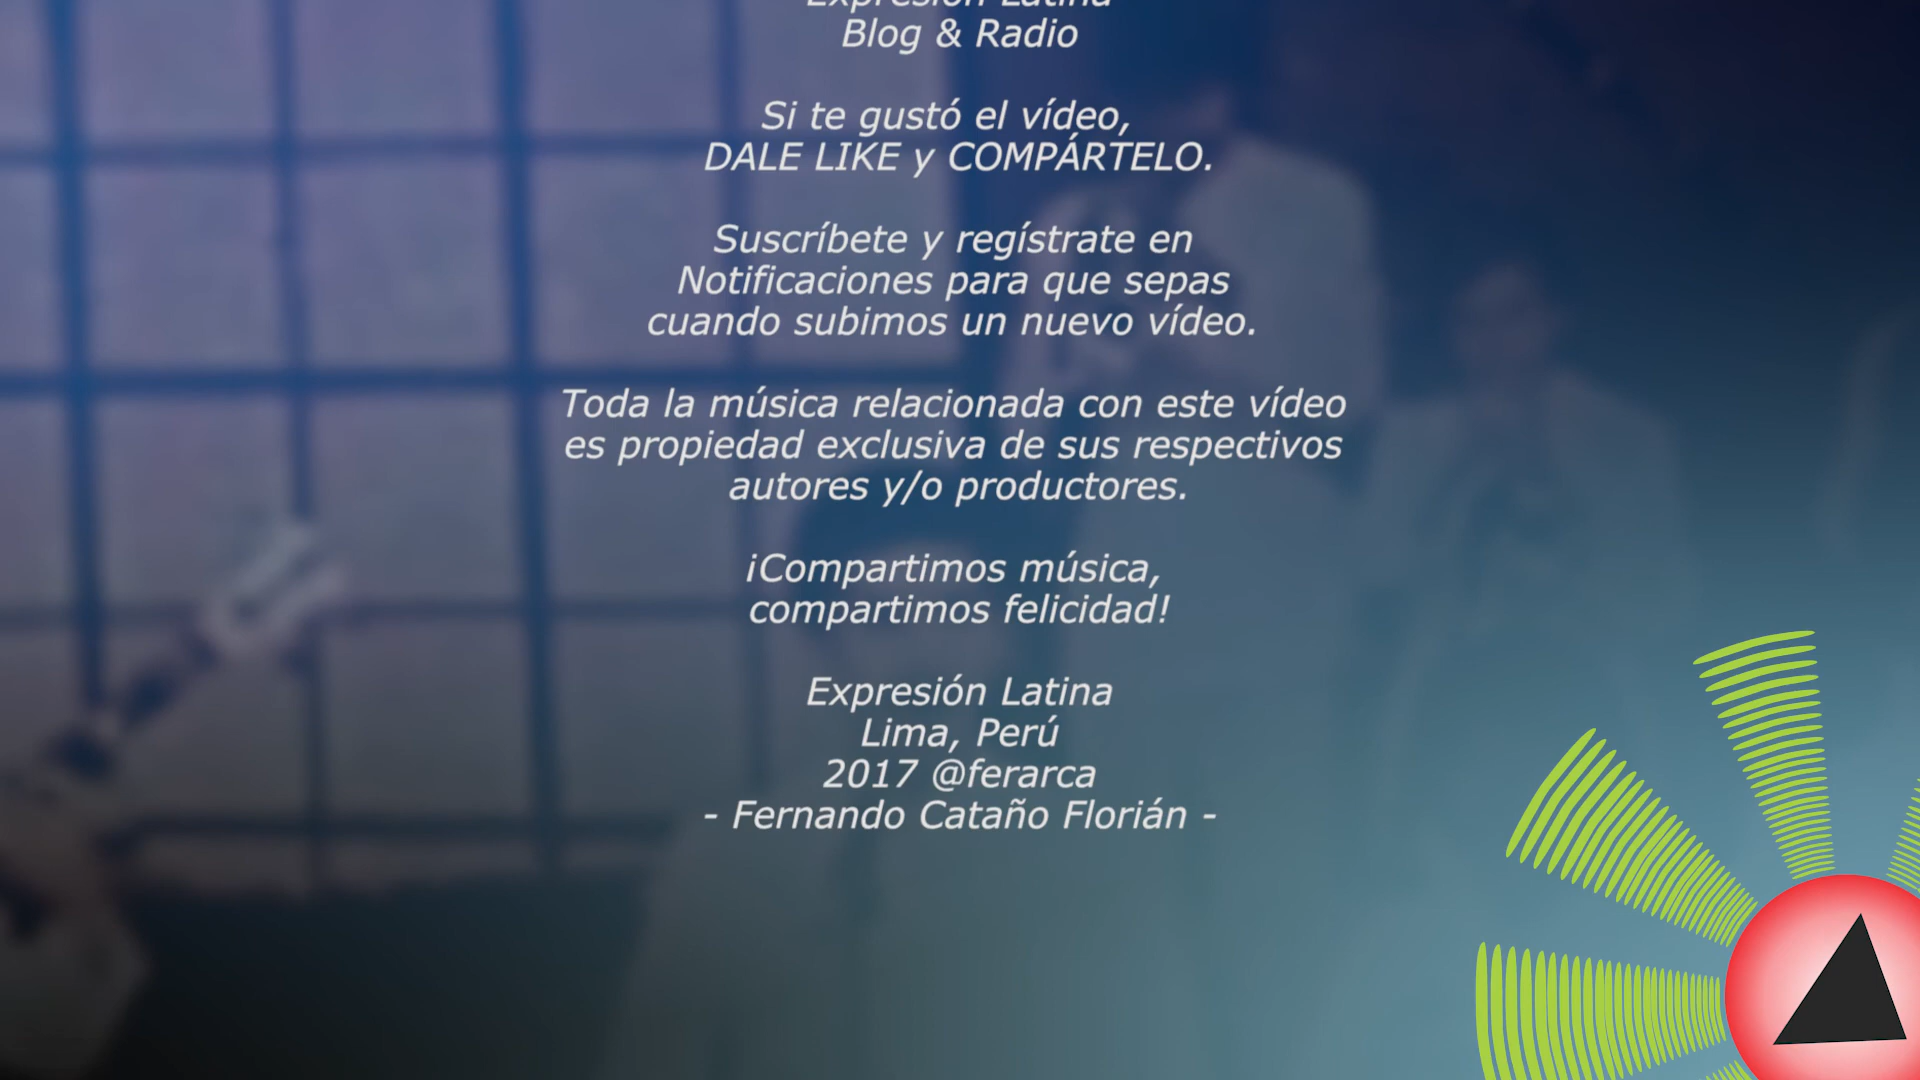 Expresión Latina
Blog & Radio
Si te gustó el vídeo,
DALE LIKE y COMPÁRTELO.
Suscríbete y regístrate en
Notificaciones para que sepas
cuando subimos un nuevo vídeo.
Toda la música relacionada con este vídeo
es propiedad exclusiva de sus respectivos
autores y/o productores.
¡Compartimos música,
compartimos felicidad!
Expresión Latina
Lima, Perú
2017 @ferarca
- Fernando Cataño Florián -